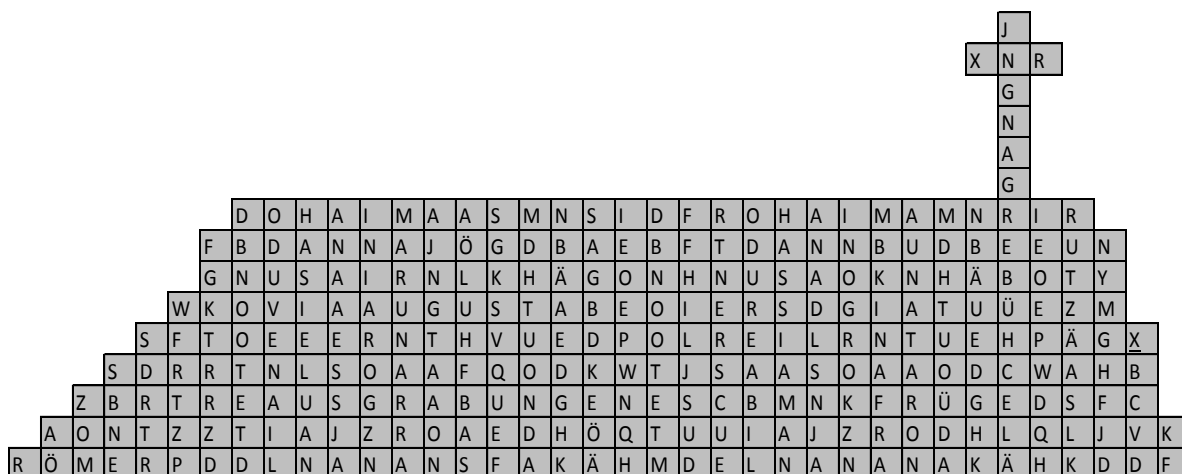 J
X N R
G
N
A
G
D O H A I M A A S M N S I D F R O H A I M A M N R I R
F B D A N N A J Ö G D B A E B F T D A N N B U D B E E U N
G N U S A I R N L K H Ä G O N H N U S A O K N H Ä B O T Y
W K O V I A A U G U S T A B E O I E R S D G I A T U Ü E Z M
S F T O E E E R N T H V U E D P O L R E I L R N T U E H P Ä G X
S D R R T N L S O A A F Q O D K W T J S A A S O A A O D C W A H B
Z B R T R E A U S G R A B U N G E N E S C B M N K F R Ü G E D S F C
A O N T Z Z T I A J Z R O A E D H Ö Q T U U I A J Z R O D H L Q L J V K
R Ö M E R P D D L N A N A N S F A K Ä H M D E L N A N A N A K Ä H K D D F